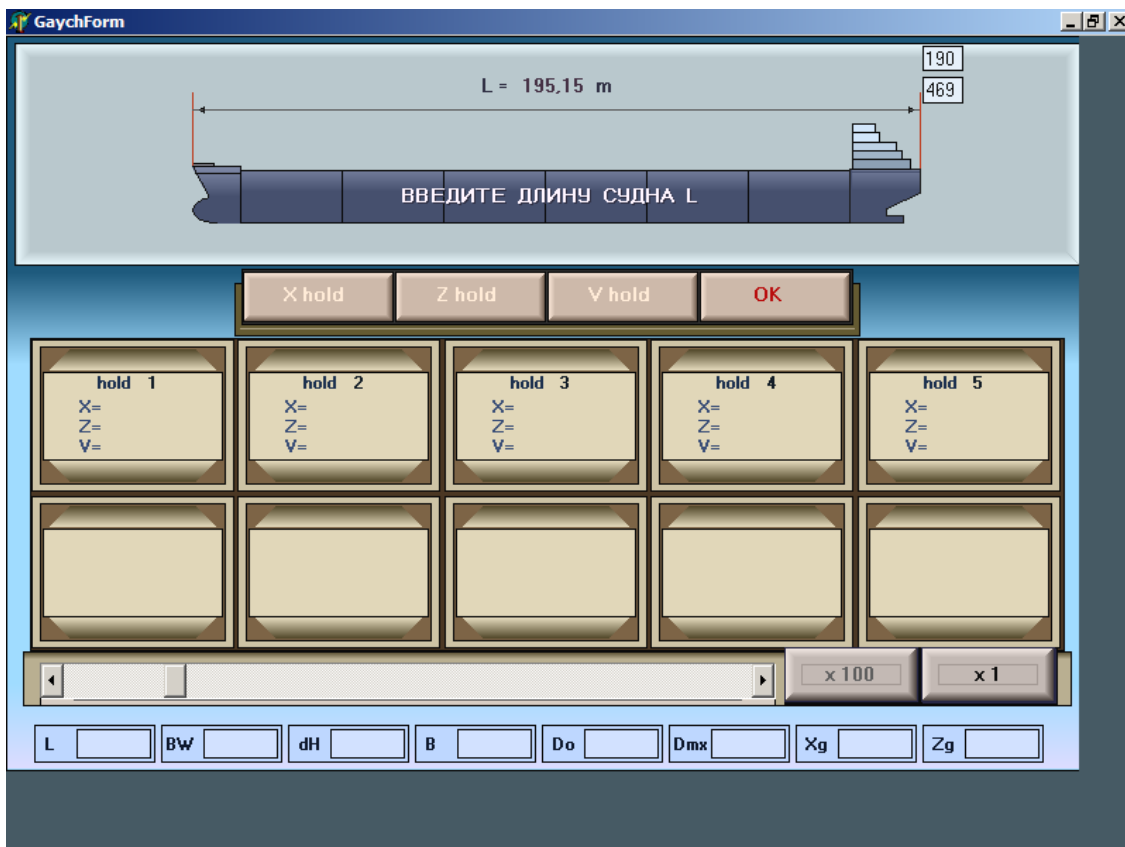 GaychForm
190
L = 195,15 m
469
ВВЕДИТЕ ДЛИНУ СУДНА L
X hold Z hold V hold OK
hold 1 hold 2 hold 3 hold 4 hold 5
X= X= X= X= X=
Z= Z= Z= Z= Z=
V= V= V= V= V=
x 100 x 1
L BW dH B Do Dmx Xg Zg